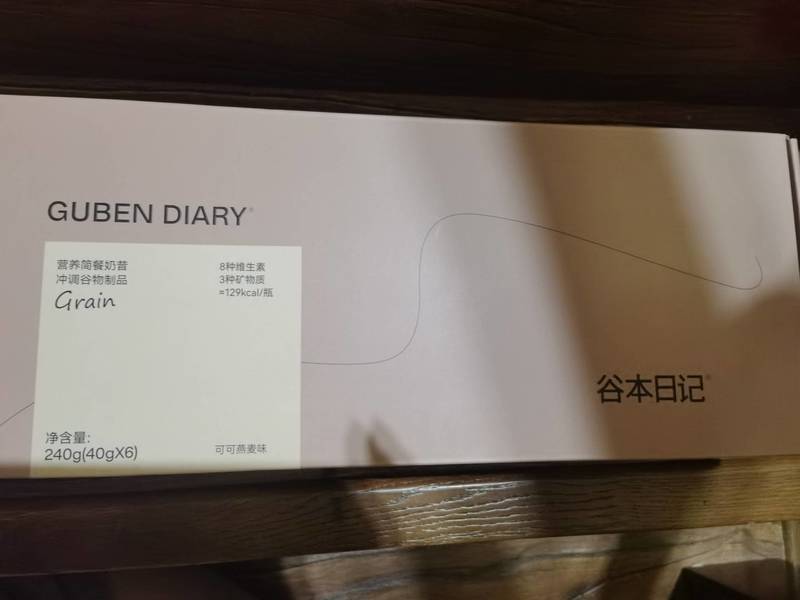 GUBEN DIARY
营养简餐奶昔
冲调谷物制品
Grain
8种维生素
3种矿物质
=129kcal/瓶
净含量:
240g(40gX6)
可可燕麦味
谷本日记